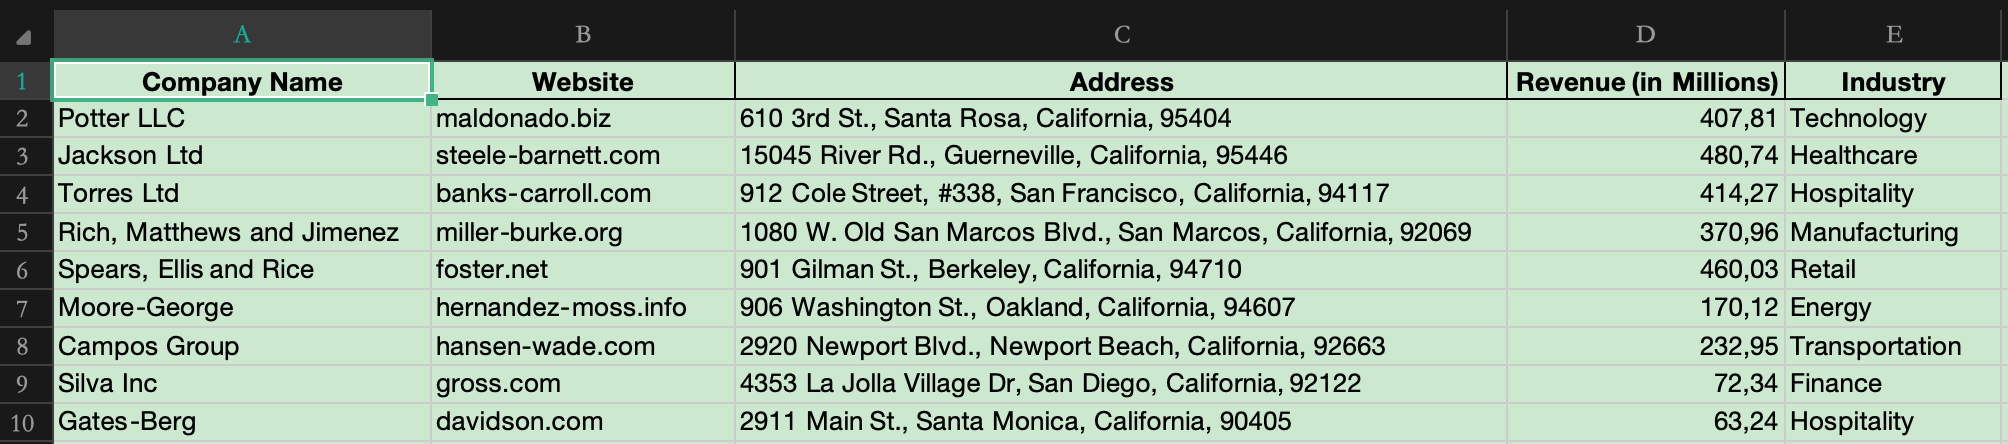 A B C D E
1 Company Name Website Address Revenue (in Millions) Industry
2 Potter LLC maldonado.biz 610 3rd St., Santa Rosa, California, 95404 407,81 Technology
3 Jackson Ltd steele-barnett.com 15045 River Rd., Guerneville, California, 95446 480,74 Healthcare
4 Torres Ltd banks-carroll.com 912 Cole Street, #338, San Francisco, California, 94117 414,27 Hospitality
5 Rich, Matthews and Jimenez miller-burke.org 1080 W. Old San Marcos Blvd., San Marcos, California, 92069 370,96 Manufacturing
6 Spears, Ellis and Rice foster.net 901 Gilman St., Berkeley, California, 94710 460,03 Retail
7 Moore-George hernandez-moss.info 906 Washington St., Oakland, California, 94607 170,12 Energy
8 Campos Group hansen-wade.com 2920 Newport Blvd., Newport Beach, California, 92663 232,95 Transportation
9 Silva Inc gross.com 4353 La Jolla Village Dr, San Diego, California, 92122 72,34 Finance
10 Gates-Berg davidson.com 2911 Main St., Santa Monica, California, 90405 63,24 Hospitality